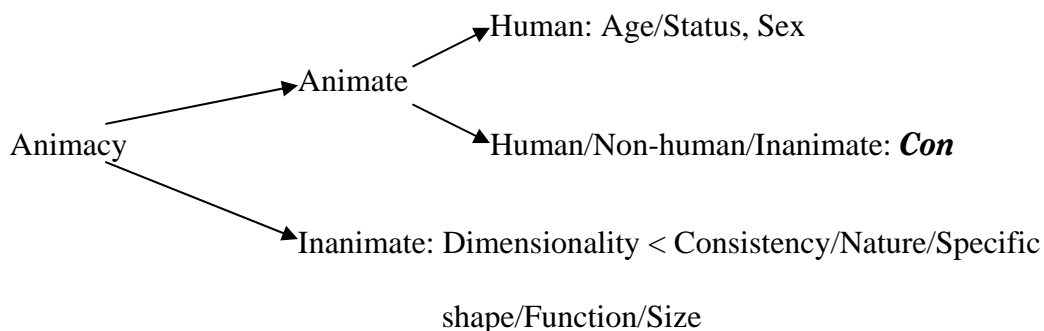 Human: Age/Status, Sex
Animate
Animacy
Human/Non-human/Inanimate: Con
Inanimate: Dimensionality < Consistency/Nature/Specific
shape/Function/Size